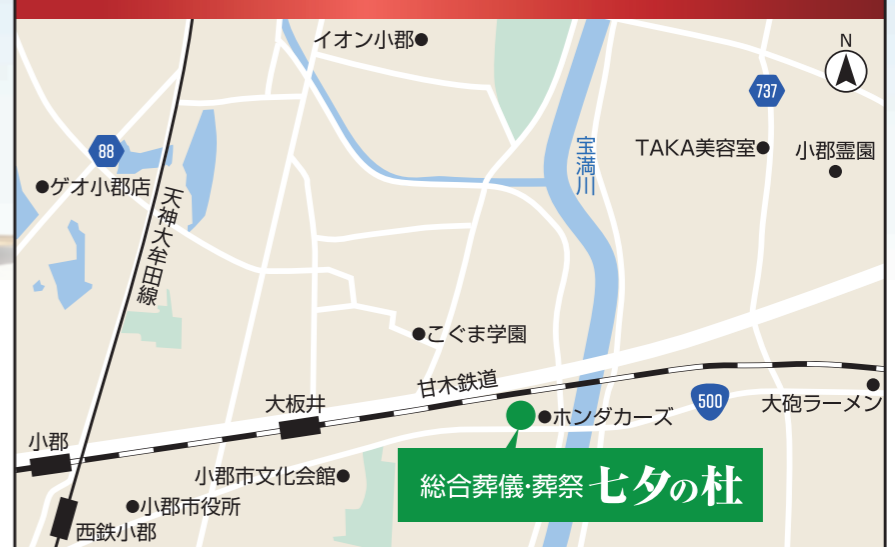 イオン小郡
N
737
TAKA美容室
小郡霊園
宝満川
88
ゲオ小郡店
天神大牟田線
こぐま学園
甘木鉄道
大板井
ホンダカーズ
500
大砲ラーメン
小郡
小郡市文化会館
総合葬儀・葬祭 七夕の杜
小郡市役所
西鉄小郡